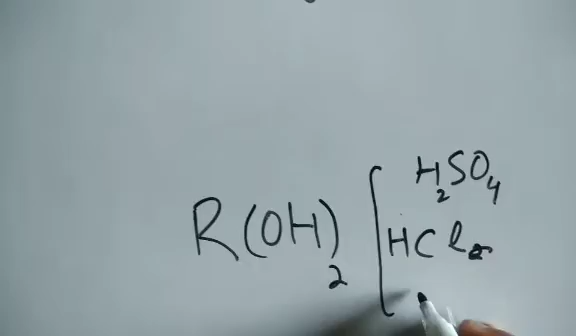 H₂SO₄
R(OH)₂ [ HCl